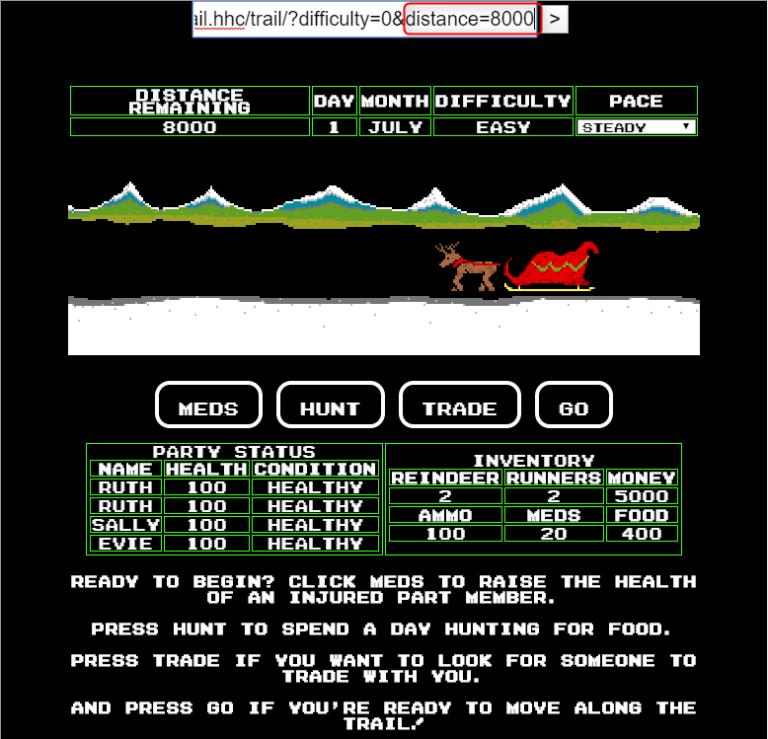 ail.hhc/trail/?difficulty=0&distance=8000 >
DISTANCE REMAINING DAY MONTH DIFFICULTY PACE
8000 1 JULY EASY STEADY
MEDS HUNT TRADE GO
PARTY STATUS
NAME HEALTH CONDITION
RUTH 100 HEALTHY
RUTH 100 HEALTHY
SALLY 100 HEALTHY
EVIE 100 HEALTHY
INVENTORY
REINDEER RUNNERS MONEY
2 2 5000
AMMO MEDS FOOD
100 20 400
READY TO BEGIN? CLICK MEDS TO RAISE THE HEALTH
OF AN INJURED PART MEMBER.
PRESS HUNT TO SPEND A DAY HUNTING FOR FOOD.
PRESS TRADE IF YOU WANT TO LOOK FOR SOMEONE TO
TRADE WITH YOU.
AND PRESS GO IF YOU'RE READY TO MOVE ALONG THE
TRAIL!